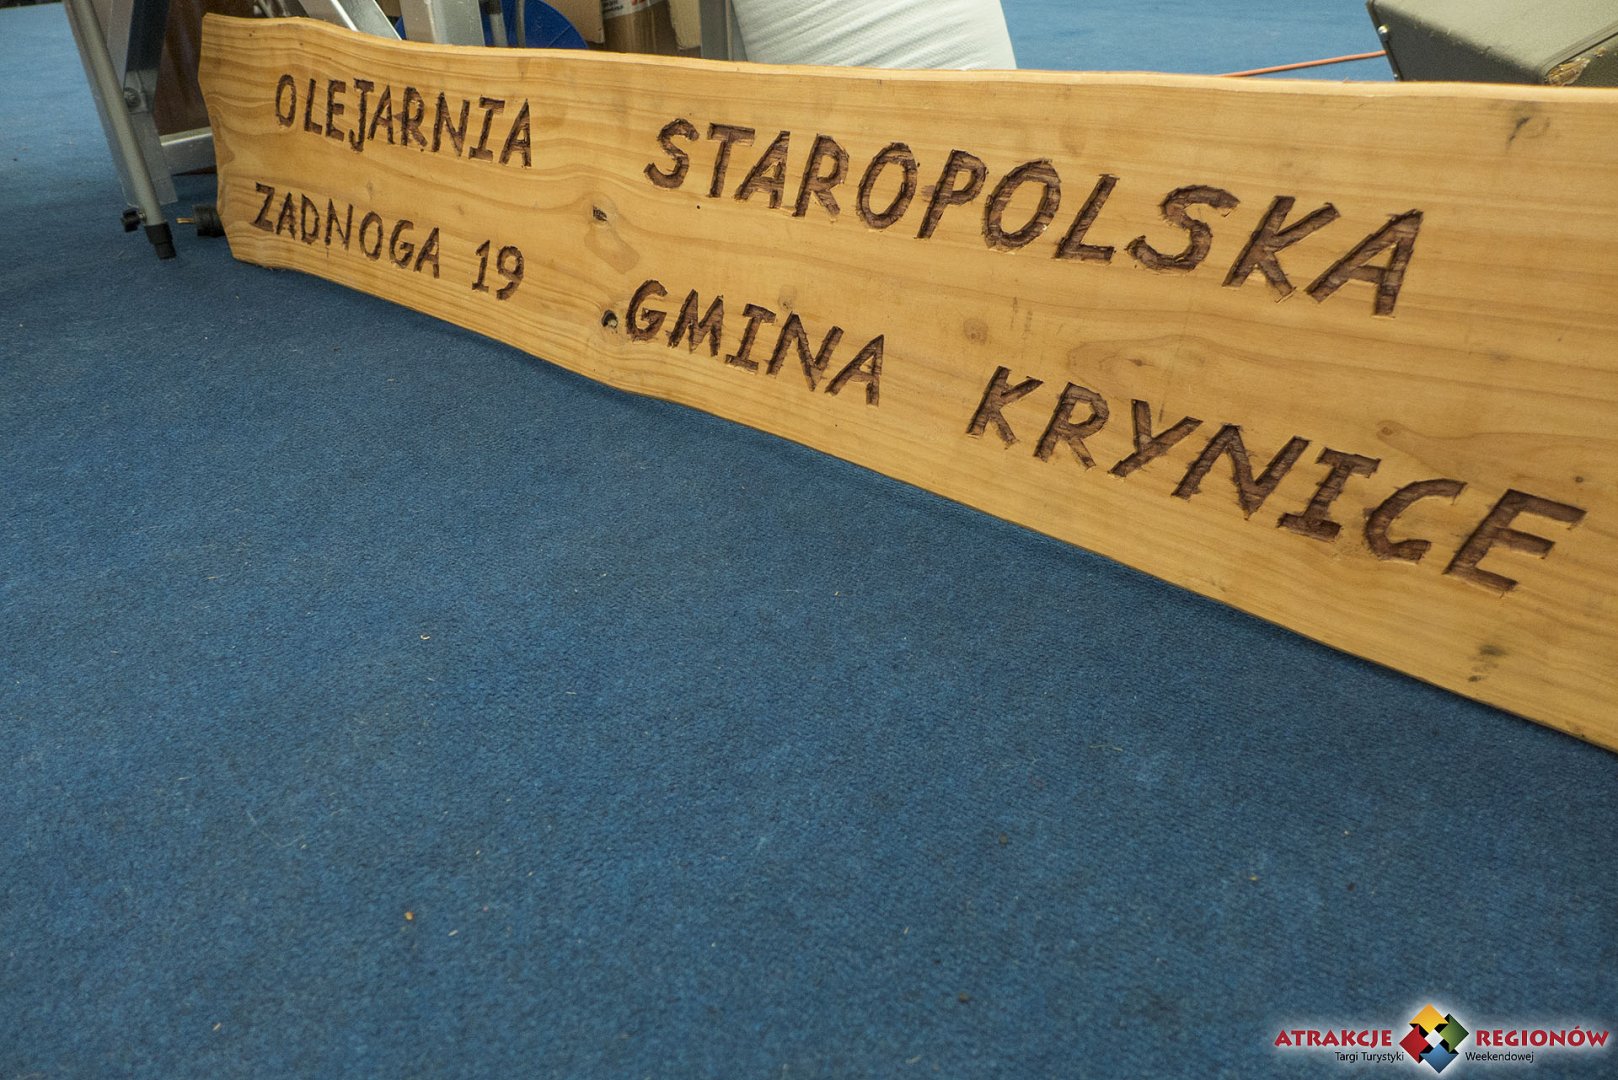 OLEJARNIA STAROPOLSKA
ZADNOGA 19 GMINA KRYNICE
ATRAKCJE REGIONÓW
Targi Turystyki Weekendowej